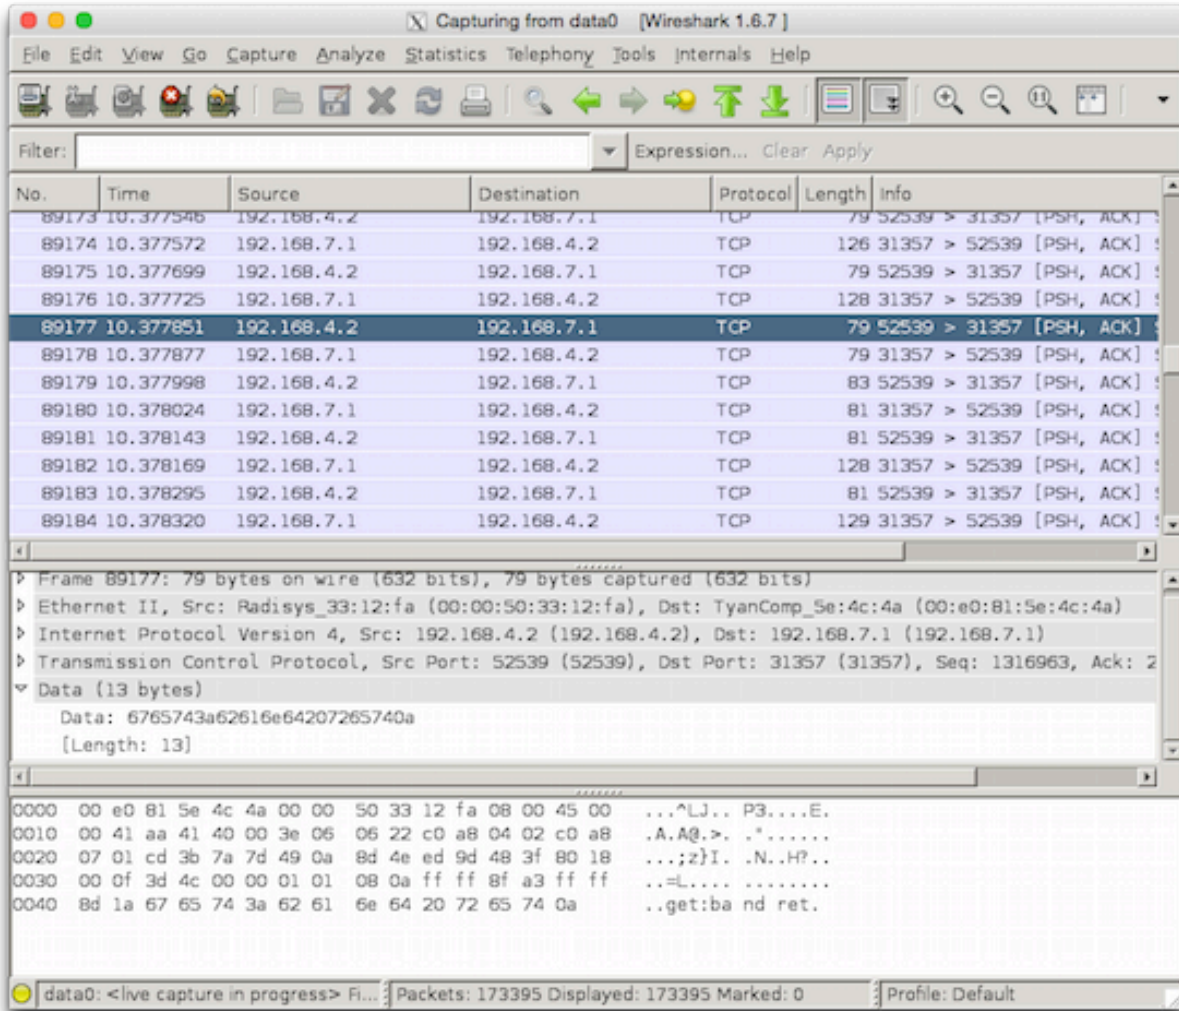 Capturing from data0 [Wireshark 1.6.7 ]
File Edit View Go Capture Analyze Statistics Telephony Tools Internals Help
Filter: Expression... Clear Apply
No. Time Source Destination Protocol Length Info
89173 10.377546 192.168.4.2 192.168.7.1 TCP 79 52539 > 31357 [PSH, ACK] S
89174 10.377572 192.168.7.1 192.168.4.2 TCP 126 31357 > 52539 [PSH, ACK]
89175 10.377699 192.168.4.2 192.168.7.1 TCP 79 52539 > 31357 [PSH, ACK]
89176 10.377725 192.168.7.1 192.168.4.2 TCP 128 31357 > 52539 [PSH, ACK]
89177 10.377851 192.168.4.2 192.168.7.1 TCP 79 52539 > 31357 [PSH, ACK]
89178 10.377877 192.168.7.1 192.168.4.2 TCP 79 31357 > 52539 [PSH, ACK]
89179 10.377998 192.168.4.2 192.168.7.1 TCP 83 52539 > 31357 [PSH, ACK]
89180 10.378024 192.168.7.1 192.168.4.2 TCP 81 31357 > 52539 [PSH, ACK]
89181 10.378143 192.168.4.2 192.168.7.1 TCP 81 52539 > 31357 [PSH, ACK]
89182 10.378169 192.168.7.1 192.168.4.2 TCP 128 31357 > 52539 [PSH, ACK]
89183 10.378295 192.168.4.2 192.168.7.1 TCP 81 52539 > 31357 [PSH, ACK]
89184 10.378320 192.168.7.1 192.168.4.2 TCP 129 31357 > 52539 [PSH, ACK]
Frame 89177: 79 bytes on wire (632 bits), 79 bytes captured (632 bits)
Ethernet II, Src: Radisys_33:12:fa (00:00:50:33:12:fa), Dst: TyanComp_5e:4c:4a (00:e0:81:5e:4c:4a)
Internet Protocol Version 4, Src: 192.168.4.2 (192.168.4.2), Dst: 192.168.7.1 (192.168.7.1)
Transmission Control Protocol, Src Port: 52539 (52539), Dst Port: 31357 (31357), Seq: 1316963, Ack: 2
Data (13 bytes)
Data: 6765743a62616e64207265740a
[Length: 13]
0000 00 e0 81 5e 4c 4a 00 00 50 33 12 fa 08 00 45 00 ...^LJ.. P3....E.
0010 00 41 aa 41 40 00 3e 06 06 22 c0 a8 04 02 c0 a8 .A.A@.>. ."......
0020 07 01 cd 3b 7a 7d 49 0a 8d 4e ed 9d 48 3f 80 18 ...;z}I. .N..H?..
0030 00 0f 3d 4c 00 00 01 01 08 0a ff ff 8f a3 ff ff ..=L.... ........
0040 8d 1a 67 65 74 3a 62 61 6e 64 20 72 65 74 0a ..get:ba nd ret.
data0: <live capture in progress> Fi... Packets: 173395 Displayed: 173395 Marked: 0 Profile: Default